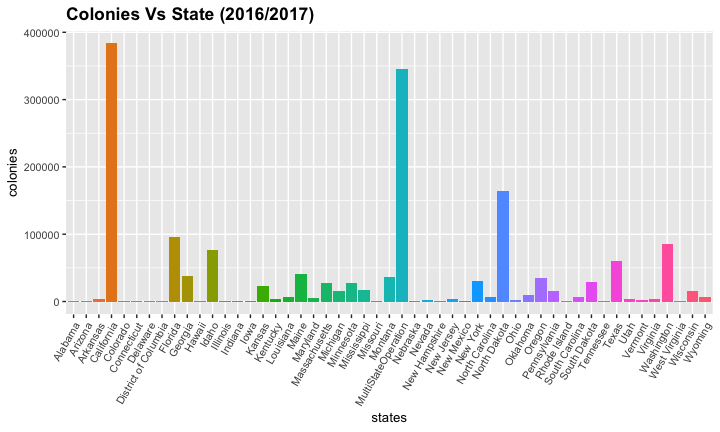 Colonies Vs State (2016/2017)
400000
300000
200000
100000
0
colonies
Alabama
Arizona
Arkansas
California
Colorado
Connecticut
Delaware
District of Columbia
Florida
Georgia
Hawaii
Idaho
Illinois
Indiana
Iowa
Kansas
Kentucky
Louisiana
Maine
Maryland
Massachusetts
Michigan
Minnesota
Mississippi
Missouri
Montana
MultiStateOperation
Nebraska
Nevada
New Hampshire
New Jersey
New Mexico
New York
North Carolina
North Dakota
Ohio
Oklahoma
Oregon
Pennsylvania
Rhode Island
South Carolina
South Dakota
Tennessee
Texas
Utah
Vermont
Virginia
Washington
West Virginia
Wisconsin
Wyoming
states